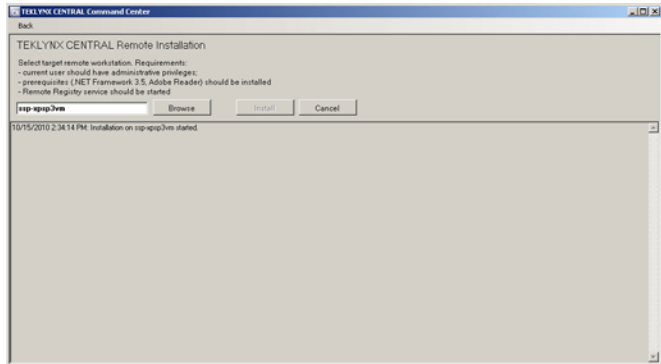 TEKLYNX CENTRAL Command Center
Back
TEKLYNX CENTRAL Remote Installation
Select target remote workstation. Requirements:
- current user should have administrative privileges;
- prerequisites (.NET Framework 3.5, Adobe Reader) should be installed
- Remote Registry service should be started
ssp-xpsp3vm Browse Install Cancel
10/15/2010 2:34:14 PM: Installation on ssp-xpsp3vm started.